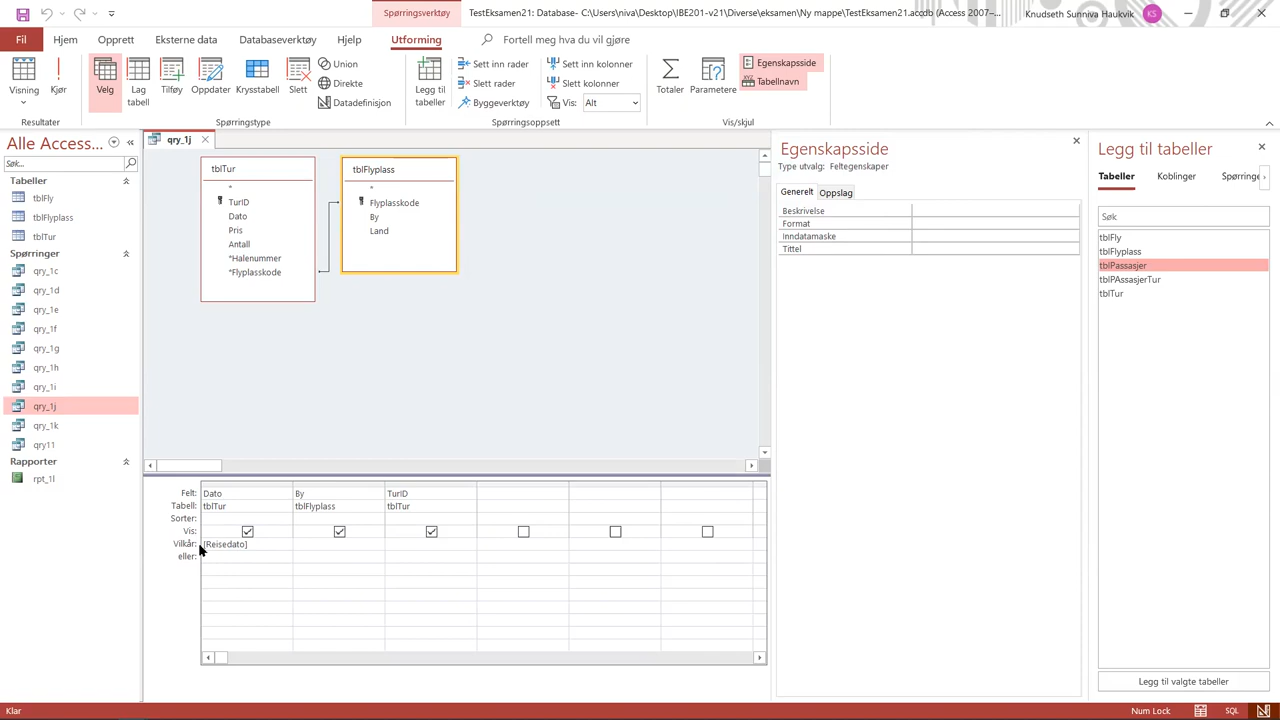 Spørringsverktøy
TestEksamen21: Database- C:\Users\niva\Desktop\IBE201-v21\Diverse\eksamen\Ny mappe\TestEksamen21.accdb (Access 2007–...
Knudseth Sunniva Haukvik
KS
Fil
Hjem
Opprett
Eksterne data
Databaseverktøy
Hjelp
Utforming
Fortell meg hva du vil gjøre
Visning
Kjør
Velg
Lag tabell
Tilføy
Oppdater
Krysstabell
Slett
Union
Direkte
Datadefinisjon
Legg til tabeller
Sett inn rader
Slett rader
Byggeverktøy
Sett inn kolonner
Slett kolonner
Vis:
Alt
Totaler
Parametere
Egenskapsside
Tabellnavn
Resultater
Spørringstype
Spørringsoppsett
Vis/skjul
Alle Access...
Søk...
Tabeller
tblFly
tblFlyplass
tblTur
Spørringer
qry_1c
qry_1d
qry_1e
qry_1f
qry_1g
qry_1h
qry_1i
qry_1j
qry_1k
qry11
Rapporter
rpt_1l
qry_1j
tblTur
*
TurID
Dato
Pris
Antall
*Halenummer
*Flyplasskode
tblFlyplass
*
Flyplasskode
By
Land
Felt: Dato By TurID
Tabell: tblTur tblFlyplass tblTur
Sorter:
Vis:
Vilkår: [Reisedato]
eller:
Egenskapsside
Type utvalg: Feltegenskaper
Generelt Oppslag
Beskrivelse
Format
Inndatamaske
Tittel
Legg til tabeller
Tabeller Koblinger Spørringe
Søk
tblFly
tblFlyplass
tblPassasjer
tblPAssasjerTur
tblTur
Legg til valgte tabeller
Klar
Num Lock
SQL